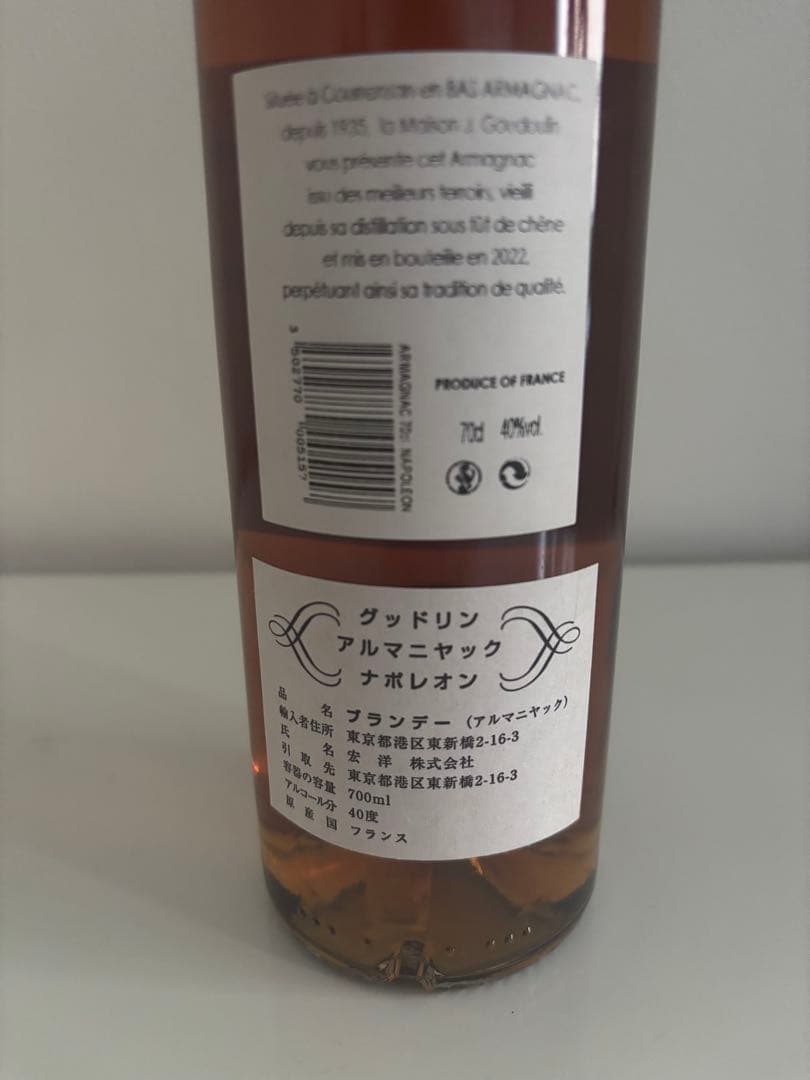 Située à Courrensan en BAS ARMAGNAC,
depuis 1935, la Maison J. Goudoulin
vous présente cet Armagnac
issu des meilleurs terroirs, vieilli
depuis sa distillation sous fût de chêne
et mis en bouteille en 2022,
perpétuant ainsi sa tradition de qualité.
3 502770 005157
ARMAGNAC 70cl NAPOLEON
PRODUCE OF FRANCE
70cl 40%vol.
グッドリン
アルマニャック
ナポレオン
品名 ブランデー(アルマニャック)
輸入者住所 東京都港区東新橋2-16-3
氏名 宏洋 株式会社
引取先 東京都港区東新橋2-16-3
容器の容量 700ml
アルコール分 40度
原産国 フランス